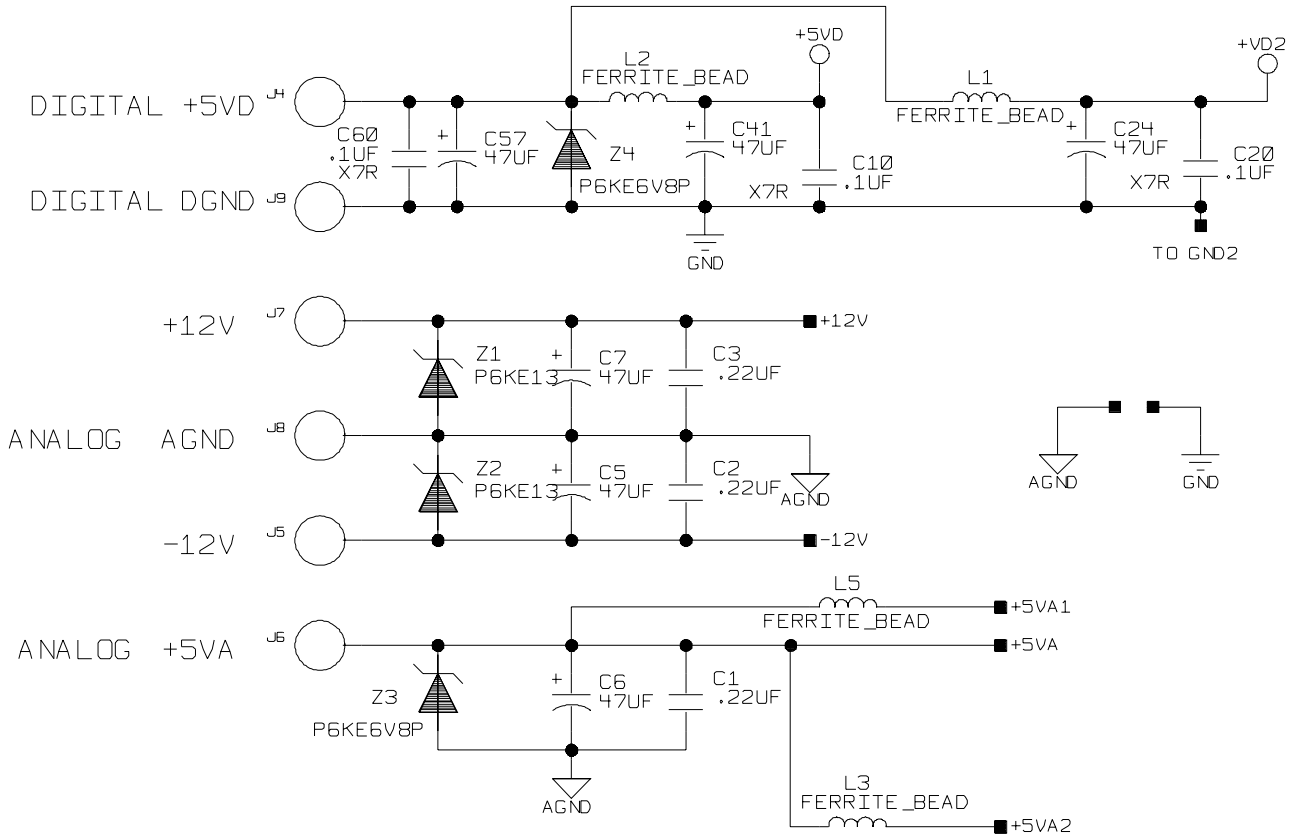 +5VD
L2
FERRITE_BEAD
+VD2
L1
FERRITE_BEAD
DIGITAL +5VD J4
C60
.1UF
X7R
+
C57
47UF
Z4
P6KE6V8P
+
C41
47UF
X7R
C10
.1UF
+
C24
47UF
X7R
C20
.1UF
DIGITAL DGND J9
GND
TO GND2
+12V J7
+12V
Z1
P6KE13
+
C7
47UF
C3
.22UF
ANALOG AGND J8
Z2
P6KE13
+
C5
47UF
C2
.22UF
AGND
AGND
GND
-12V J5
-12V
L5
FERRITE_BEAD
+5VA1
ANALOG +5VA J6
+5VA
Z3
P6KE6V8P
+
C6
47UF
C1
.22UF
AGND
L3
FERRITE_BEAD
+5VA2